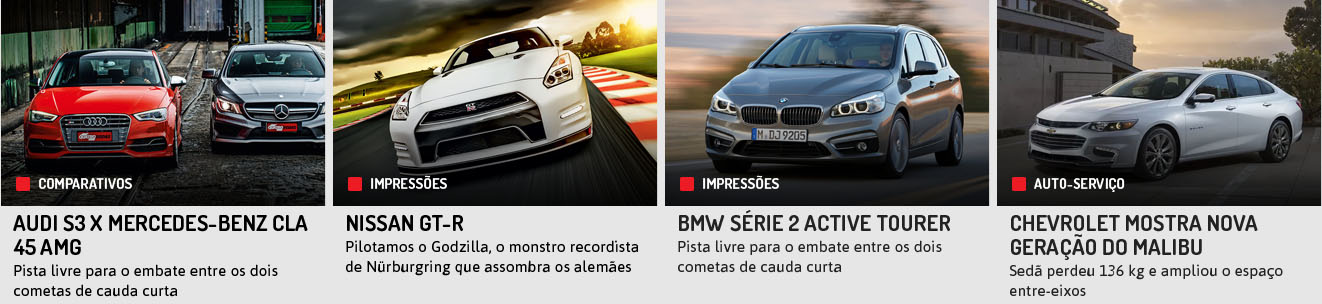 COMPARATIVOS
AUDI S3 X MERCEDES-BENZ CLA
45 AMG
Pista livre para o embate entre os dois
cometas de cauda curta
IMPRESSÕES
NISSAN GT-R
Pilotamos o Godzilla, o monstro recordista
de Nürburgring que assombra os alemães
M·DJ 9205
IMPRESSÕES
BMW SÉRIE 2 ACTIVE TOURER
Pista livre para o embate entre os dois
cometas de cauda curta
AUTO-SERVIÇO
CHEVROLET MOSTRA NOVA
GERAÇÃO DO MALIBU
Sedã perdeu 136 kg e ampliou o espaço
entre-eixos